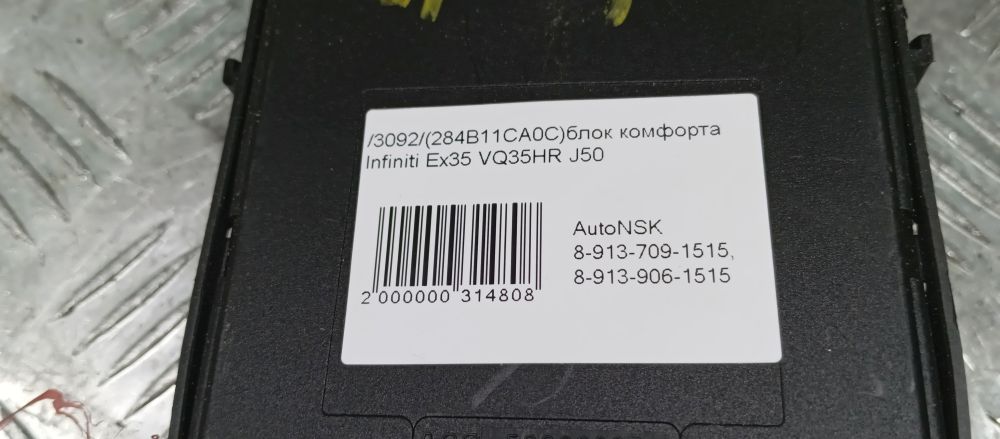 /3092/(284B11CA0C)блок комфорта
Infiniti Ex35 VQ35HR J50
AutoNSK
8-913-709-1515,
8-913-906-1515
2 000000 314808